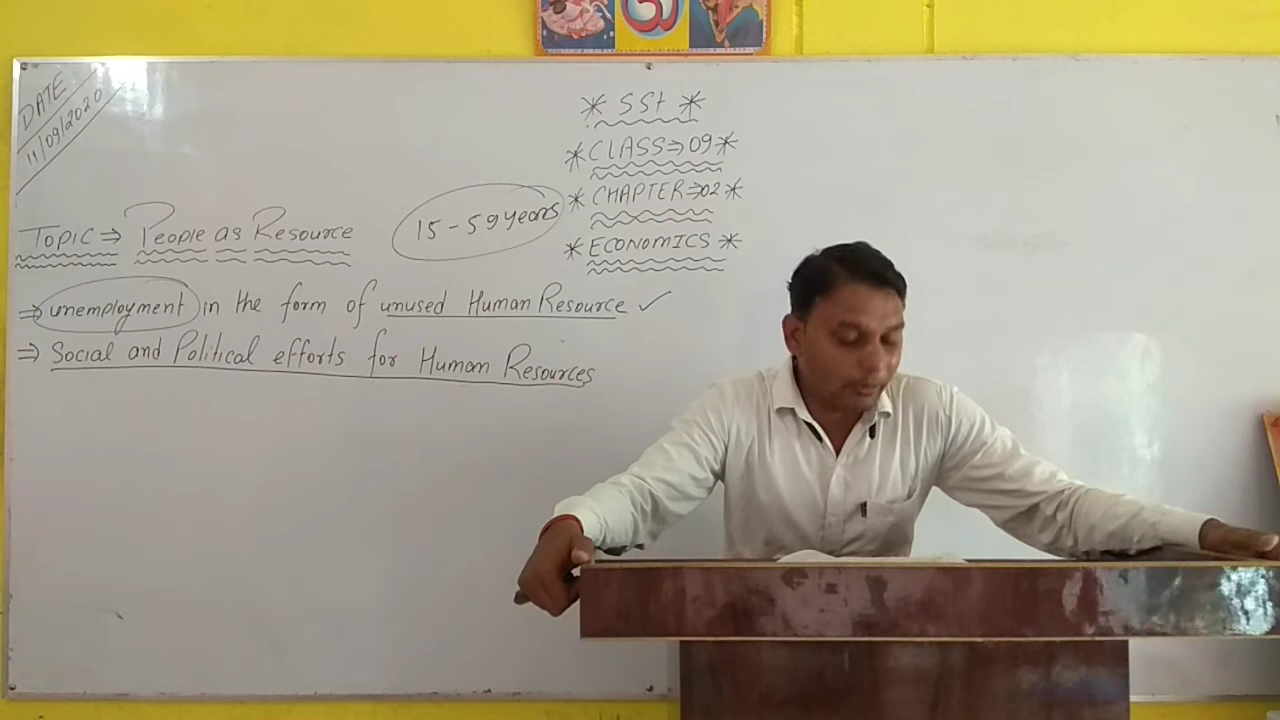 DATE
11/09/2020
* SSt *
* CLASS ⇒ 09 *
* CHAPTER ⇒ 02 *
* ECONOMICS *
TOPIC ⇒ People as Resource
15 - 59 years
⇒ unemployment in the form of unused Human Resource ✓
⇒ Social and Political efforts for Human Resources